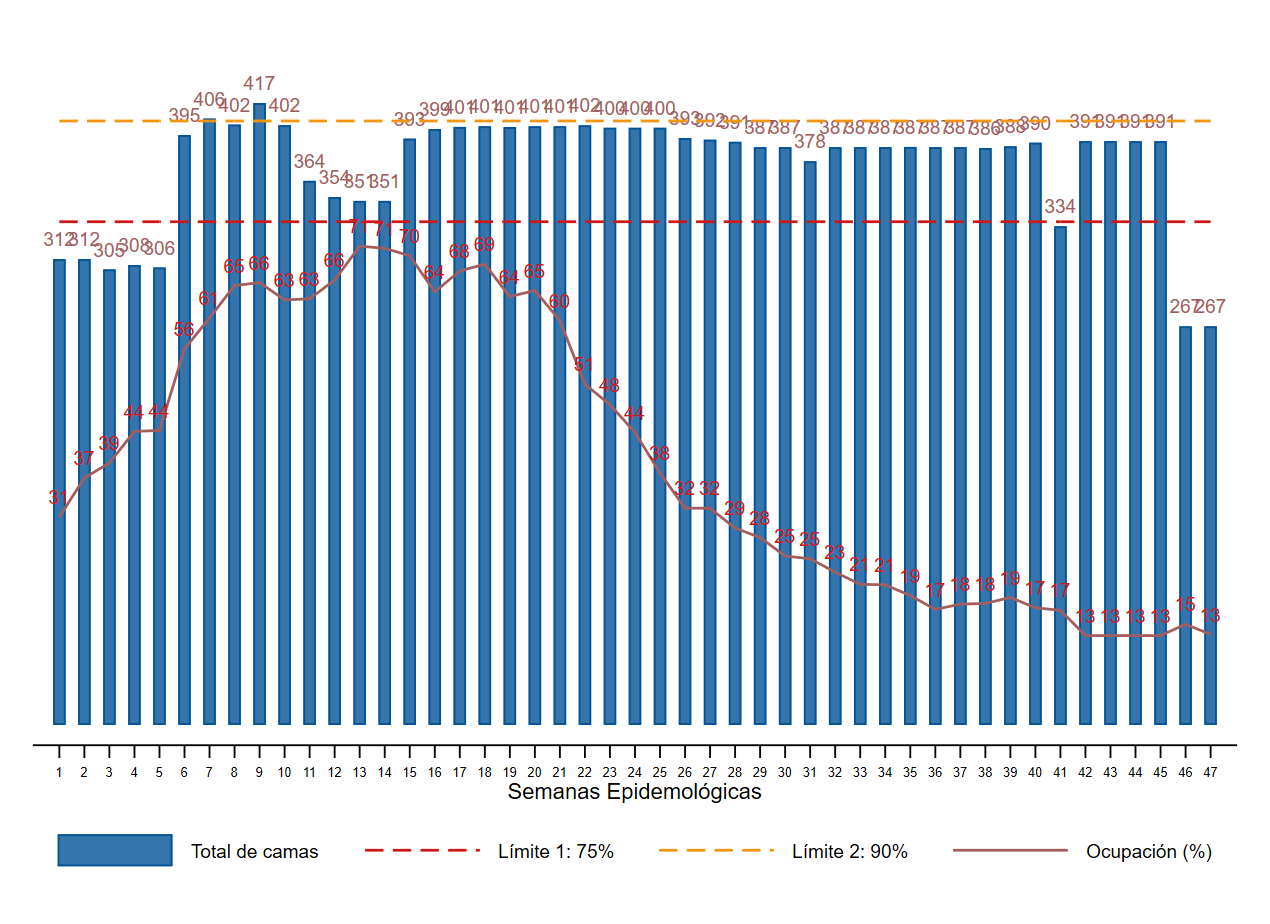 312 312 305 308 306 395 406 402 417 402 364 354 351 351 393 399 401 401 401 401 401 402 400 400 400 393 392 391 387 387 378 387 387 387 387 387 387 386 388 390 334 391 391 391 391 267 267
31 37 39 44 44 56 61 65 66 63 63 66 71 71 70 64 68 69 64 65 60 51 48 44 38 32 32 29 28 25 25 23 21 21 19 17 18 18 19 17 17 13 13 13 13 15 13
1 2 3 4 5 6 7 8 9 10 11 12 13 14 15 16 17 18 19 20 21 22 23 24 25 26 27 28 29 30 31 32 33 34 35 36 37 38 39 40 41 42 43 44 45 46 47
Semanas Epidemológicas
Total de camas Límite 1: 75% Límite 2: 90% Ocupación (%)